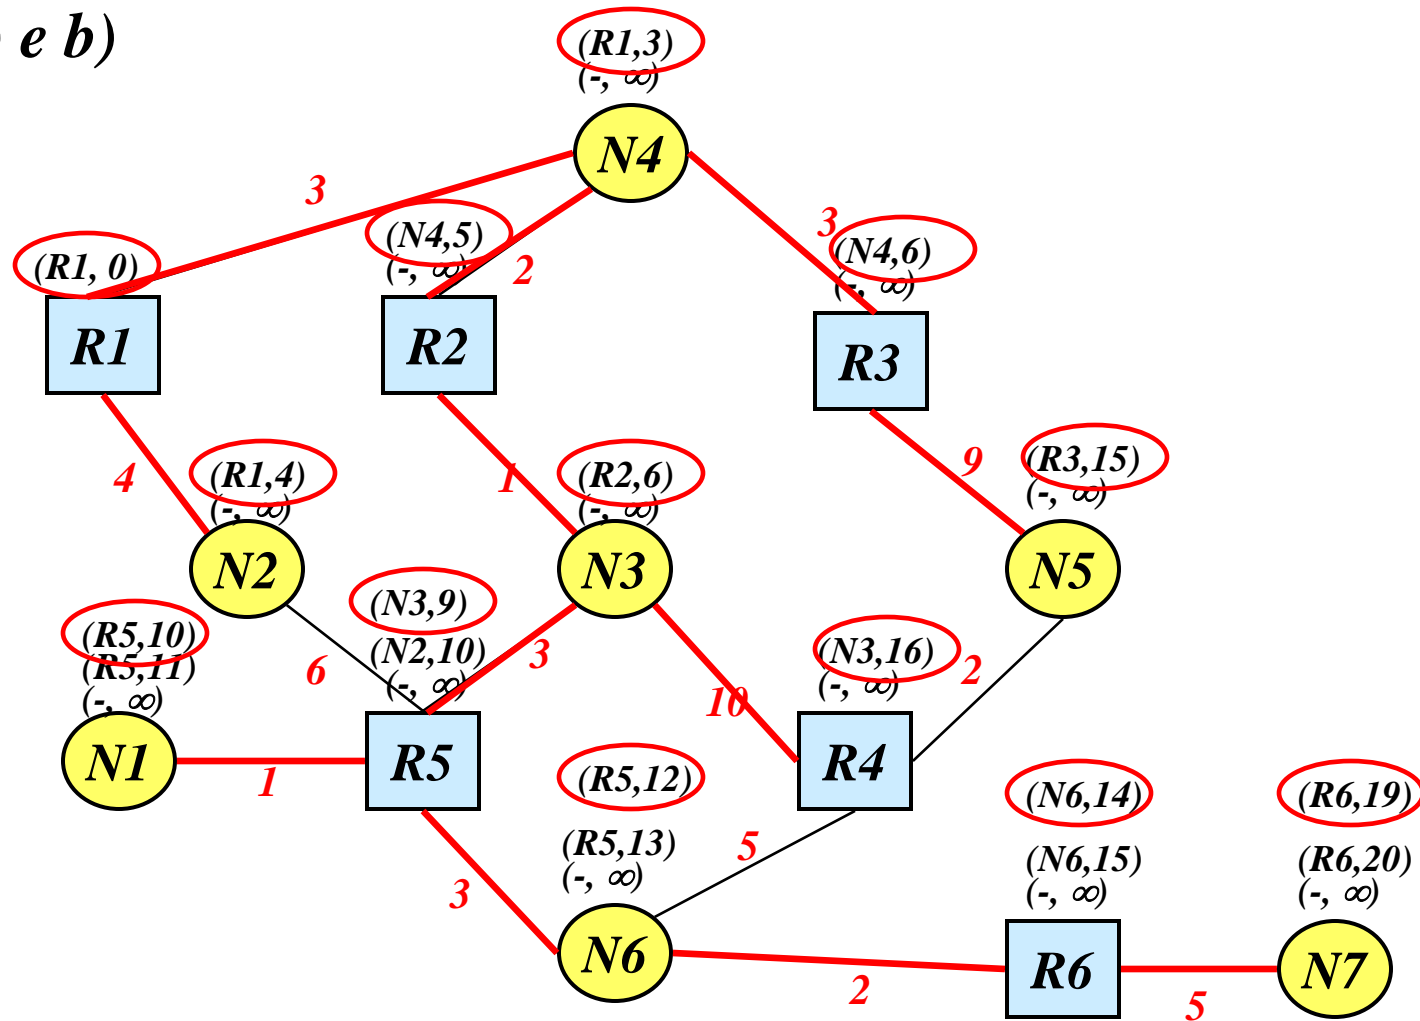 e b)
(R1,3)
(-, ∞)
N4
3
(N4,5)
(-, ∞)
2
3
(N4,6)
(-, ∞)
(R1, 0)
R1
R2
R3
4
(R1,4)
(-, ∞)
1
(R2,6)
(-, ∞)
9
(R3,15)
(-, ∞)
N2
N3
N5
(R5,10)
(R5,11)
(-, ∞)
6
(N3,9)
(N2,10)
(-, ∞)
3
10
(N3,16)
(-, ∞)
2
N1
1
R5
R4
(R5,12)
(R5,13)
(-, ∞)
5
(N6,14)
(N6,15)
(-, ∞)
(R6,19)
(R6,20)
(-, ∞)
3
N6
2
R6
5
N7